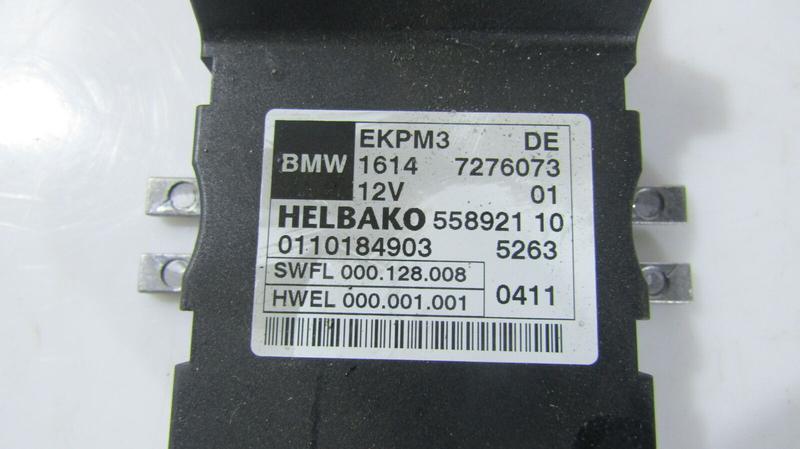 EKPM3 DE
BMW 1614 7276073
12V 01
HELBAKO 558921 10
0110184903 5263
SWFL 000.128.008
HWEL 000.001.001 0411